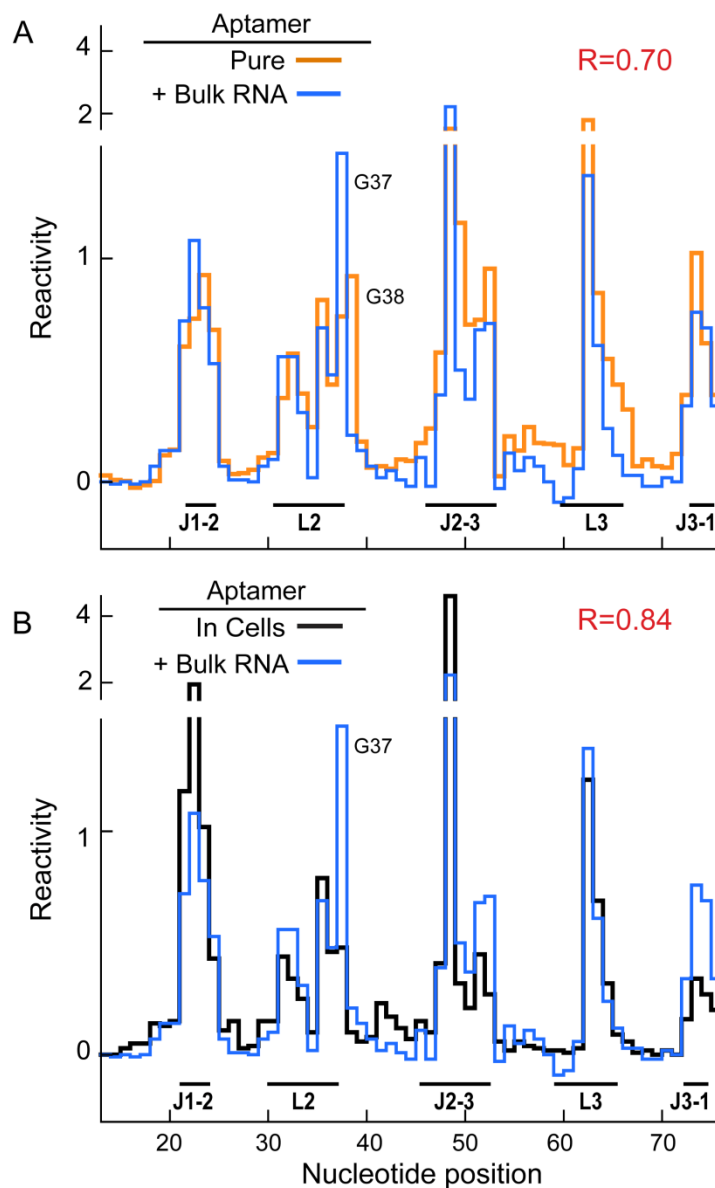 A
Aptamer
Pure
+ Bulk RNA
R=0.70
4
2
1
0
Reactivity
G37
G38
J1-2
L2
J2-3
L3
J3-1
B
Aptamer
In Cells
+ Bulk RNA
R=0.84
4
2
1
0
Reactivity
G37
J1-2
L2
J2-3
L3
J3-1
20 30 40 50 60 70
Nucleotide position